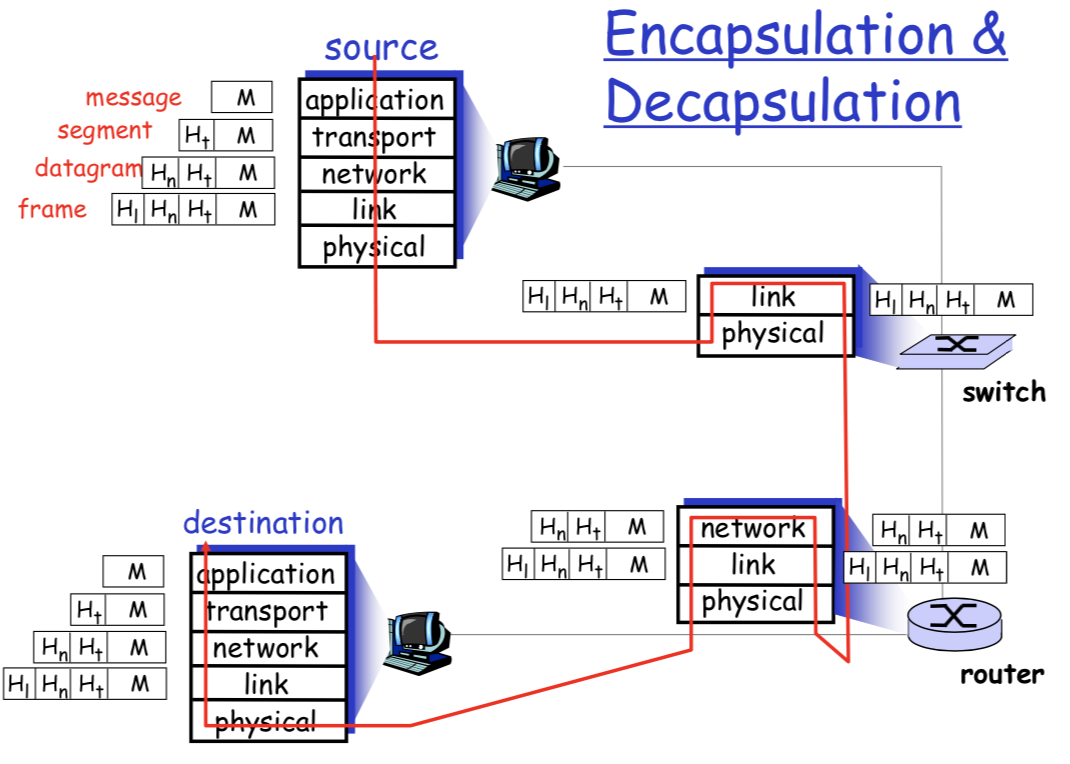 Encapsulation &
Decapsulation
source
message M application
segment Ht M transport
datagram Hn Ht M network
frame Hl Hn Ht M link
physical
Hl Hn Ht M link Hl Hn Ht M
physical
switch
destination
M application
Ht M transport
Hn Ht M network
Hl Hn Ht M link
physical
Hn Ht M network Hn Ht M
Hl Hn Ht M link Hl Hn Ht M
physical
router